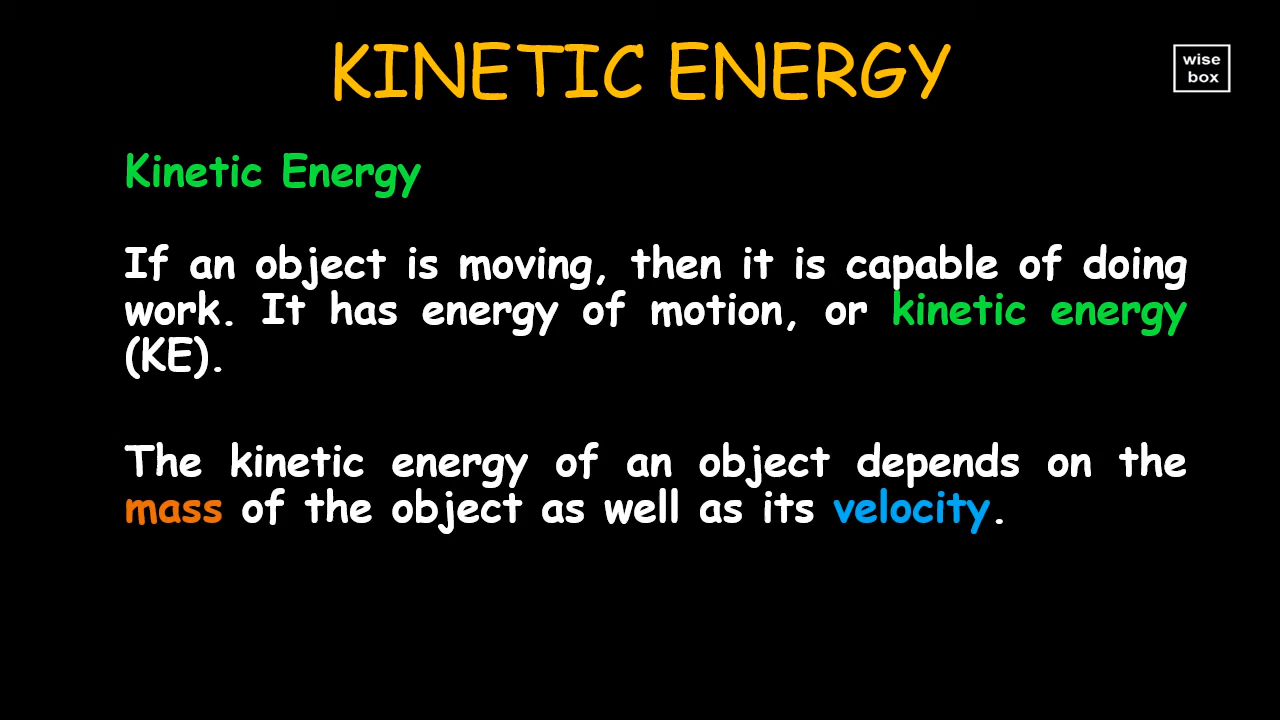 KINETIC ENERGY
wise
box
Kinetic Energy
If an object is moving, then it is capable of doing
work. It has energy of motion, or kinetic energy
(KE).
The kinetic energy of an object depends on the
mass of the object as well as its velocity.